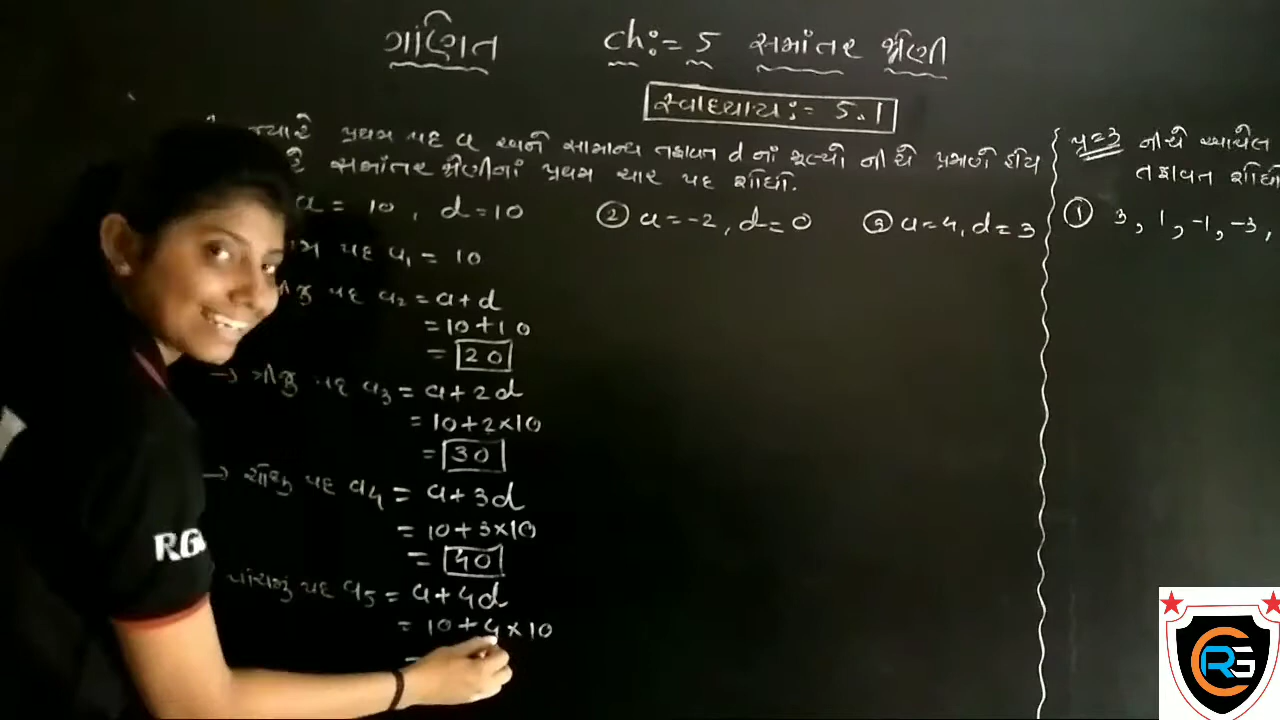 ગણિત ch:= 5 સમાંતર શ્રેણી
સ્વાધ્યાય:= 5.1
જ્યારે પ્રથમ પદ a અને સામાન્ય તફાવત d નાં મૂલ્યો નીચે પ્રમાણે હોય
સમાંતર શ્રેણીનાં પ્રથમ ચાર પદ શોધો.
a = 10, d = 10 ② a = -2, d = 0 ③ a = 4, d = 3
પદ a₁ = 10
પદ a₂ = a + d
= 10 + 10
= 20
→ ત્રીજુ પદ a₃ = a + 2d
= 10 + 2×10
= 30
→ ચોથુ પદ a₄ = a + 3d
= 10 + 3×10
= 40
પાંચમું પદ a₅ = a + 4d
= 10 + 4 × 10
=
પ્ર=3 નીચે આપેલ
તફાવત શોધો
① 3, 1, -1, -3,
RG
RG